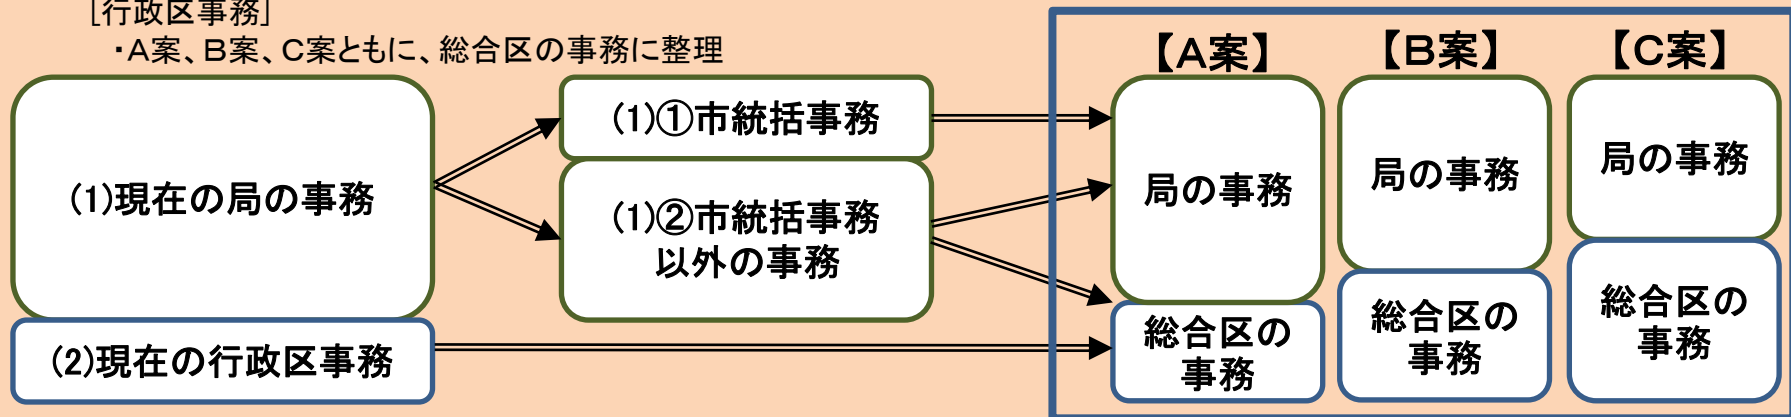 [行政区事務]
・A案、B案、C案ともに、総合区の事務に整理
(1)現在の局の事務
(2)現在の行政区事務
(1)①市統括事務
(1)②市統括事務
以外の事務
【A案】
局の事務
総合区の
事務
【B案】
局の事務
総合区の
事務
【C案】
局の事務
総合区の
事務